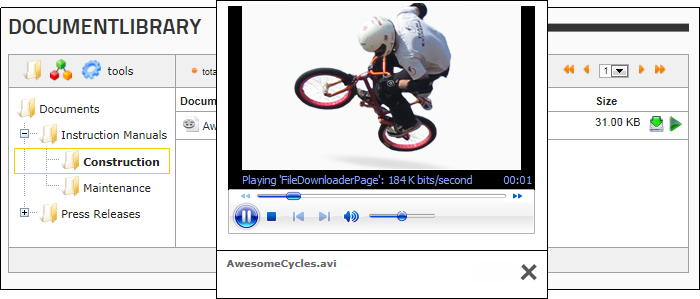 DOCUMENTLIBRARY
tools
tota
1
Documents
Instruction Manuals
Construction
Maintenance
Press Releases
Docum
Size
Aw
31.00 KB
Playing 'FileDownloaderPage': 184 K bits/second 00:01
AwesomeCycles.avi